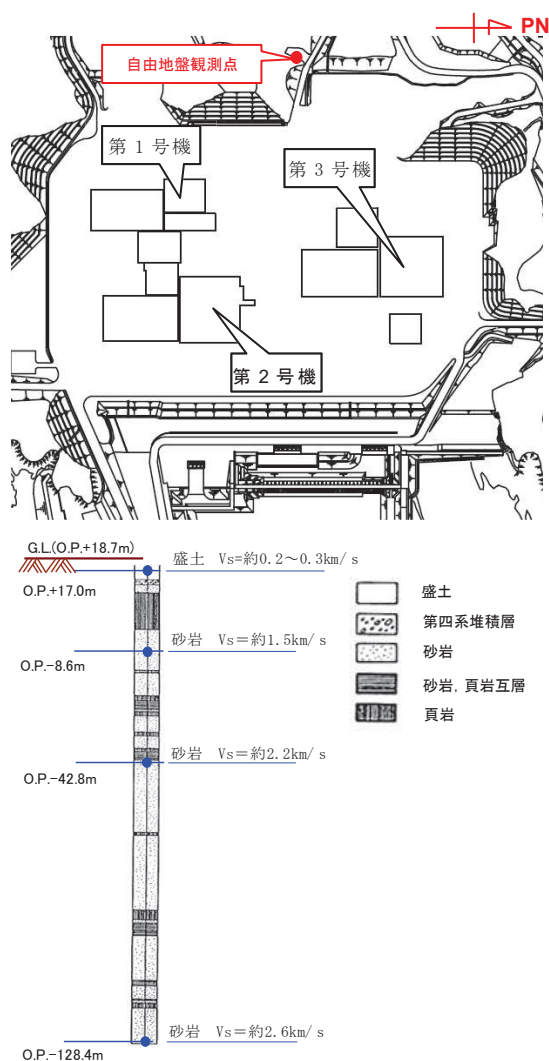 PN
自由地盤観測点
第1号機
第3号機
第2号機
G.L.(O.P.+18.7m)
盛土 Vs=約0.2～0.3km/s
O.P.+17.0m
砂岩 Vs=約1.5km/s
O.P.-8.6m
砂岩 Vs=約2.2km/s
O.P.-42.8m
砂岩 Vs=約2.6km/s
O.P.-128.4m
盛土
第四系堆積層
砂岩
砂岩，頁岩互層
頁岩